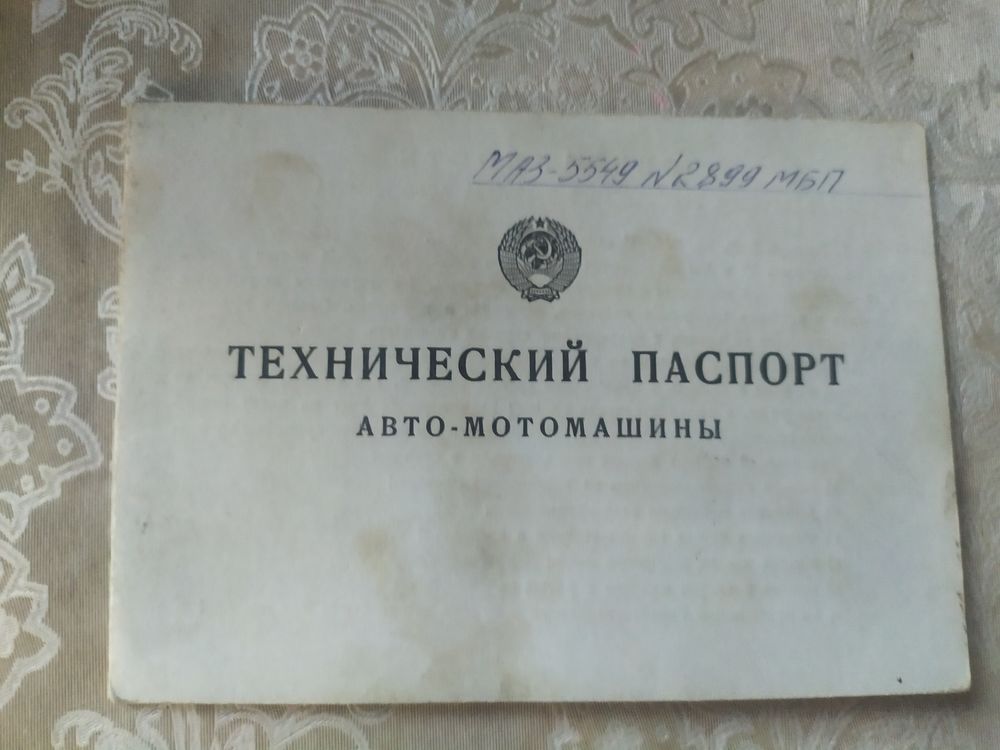 МАЗ-5549 №2899 МБП
ТЕХНИЧЕСКИЙ ПАСПОРТ
АВТО-МОТОМАШИНЫ